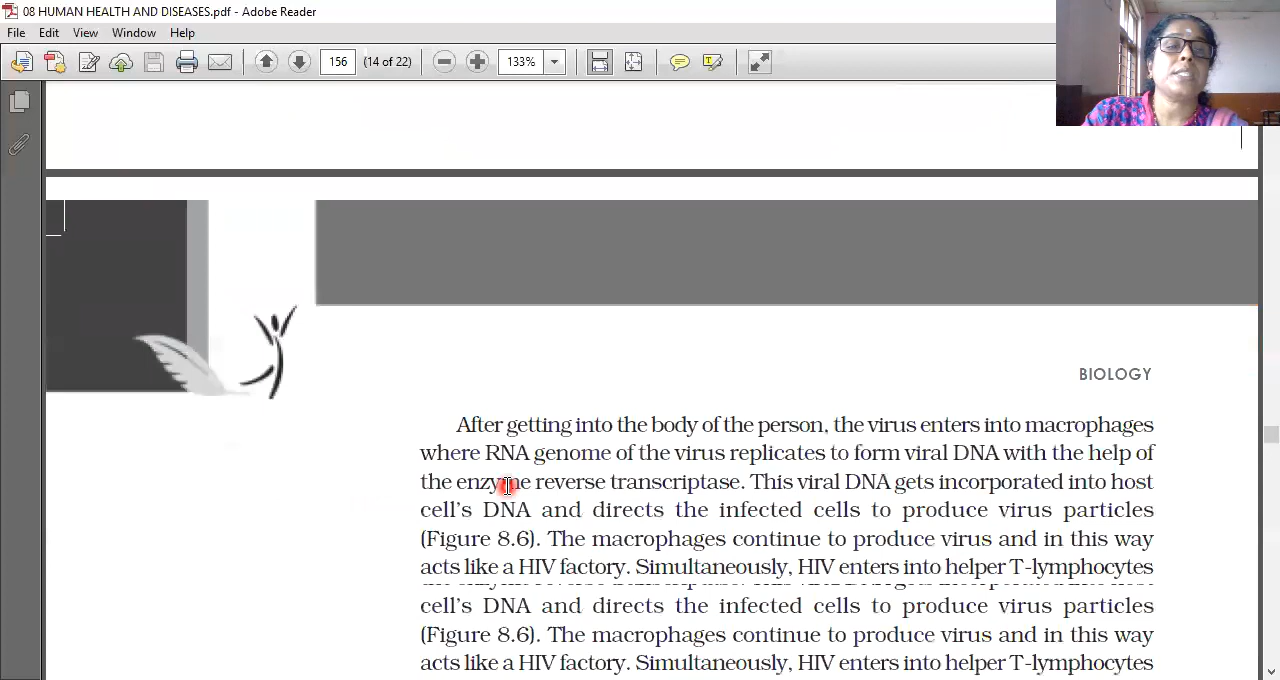 08 HUMAN HEALTH AND DISEASES.pdf - Adobe Reader
File Edit View Window Help
156 (14 of 22) 133%
BIOLOGY
After getting into the body of the person, the virus enters into macrophages
where RNA genome of the virus replicates to form viral DNA with the help of
the enzyme reverse transcriptase. This viral DNA gets incorporated into host
cell's DNA and directs the infected cells to produce virus particles
(Figure 8.6). The macrophages continue to produce virus and in this way
acts like a HIV factory. Simultaneously, HIV enters into helper T-lymphocytes
cell's DNA and directs the infected cells to produce virus particles
(Figure 8.6). The macrophages continue to produce virus and in this way
acts like a HIV factory. Simultaneously, HIV enters into helper T-lymphocytes